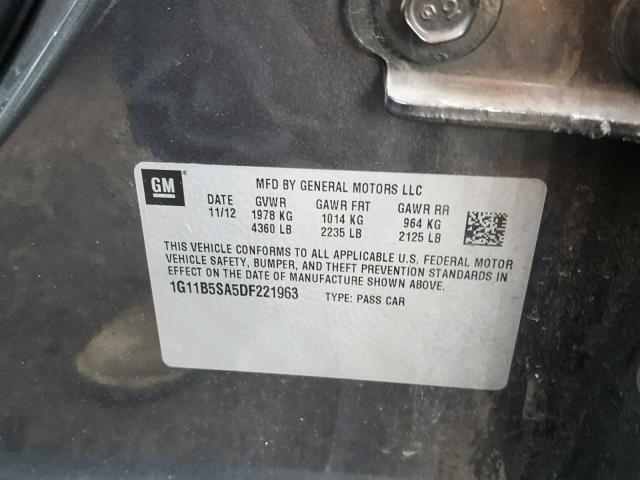 GM
MFD BY GENERAL MOTORS LLC
DATE GVWR GAWR FRT GAWR RR
11/12 1978 KG 1014 KG 964 KG
4360 LB 2235 LB 2125 LB
THIS VEHICLE CONFORMS TO ALL APPLICABLE U.S. FEDERAL MOTOR
VEHICLE SAFETY, BUMPER, AND THEFT PREVENTION STANDARDS IN
EFFECT ON THE DATE OF MANUFACTURE SHOWN ABOVE.
1G11B5SA5DF221963 TYPE: PASS CAR